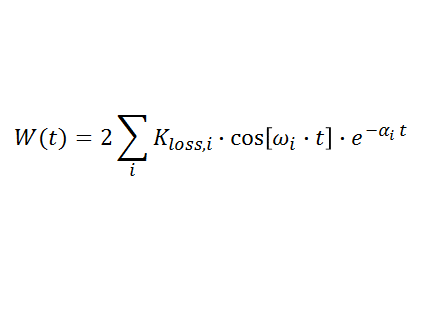 W(t) = 2 ∑_i K_{loss,i} · cos[ω_i · t] · e^{−α_i t}